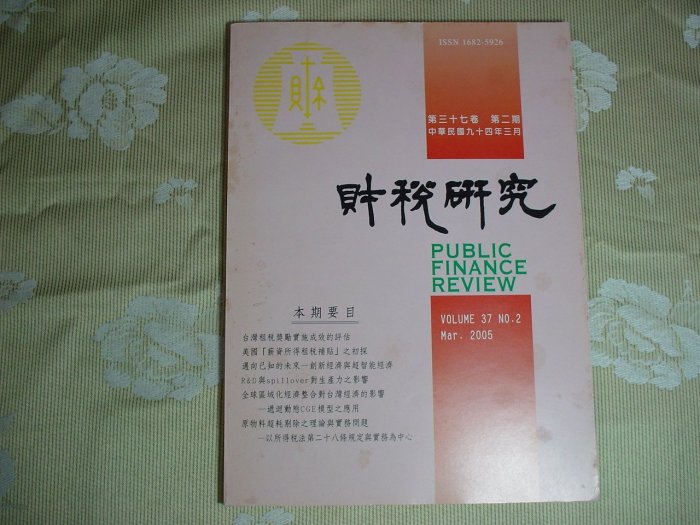 ISSN 1682-5926
第三十七卷 第二期
中華民國九十四年三月
財稅研究
PUBLIC
FINANCE
REVIEW
VOLUME 37 NO.2
Mar. 2005
本期要目
台灣租稅獎勵實施成效的評估
美國「薪資所得租稅補貼」之初探
邁向已知的未來—創新經濟與超智能經濟
R&D與spillover對生產力之影響
全球區域化經濟整合對台灣經濟的影響
—遞迴動態CGE模型之應用
原物料超耗剔除之理論與實務問題
—以所得稅法第二十八條規定與實務為中心